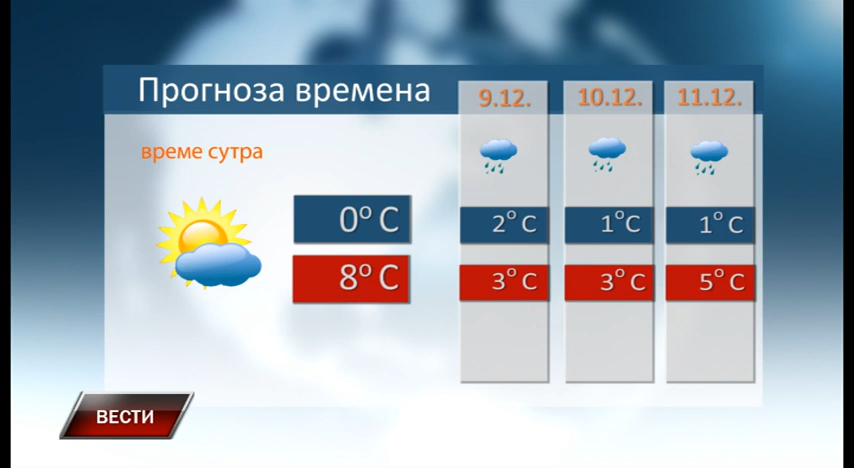 Прогноза времена
време сутра
0° C
8° C
9.12.
2° C
3° C
10.12.
1°C
3° C
11.12.
1° C
5° C
ВЕСТИ